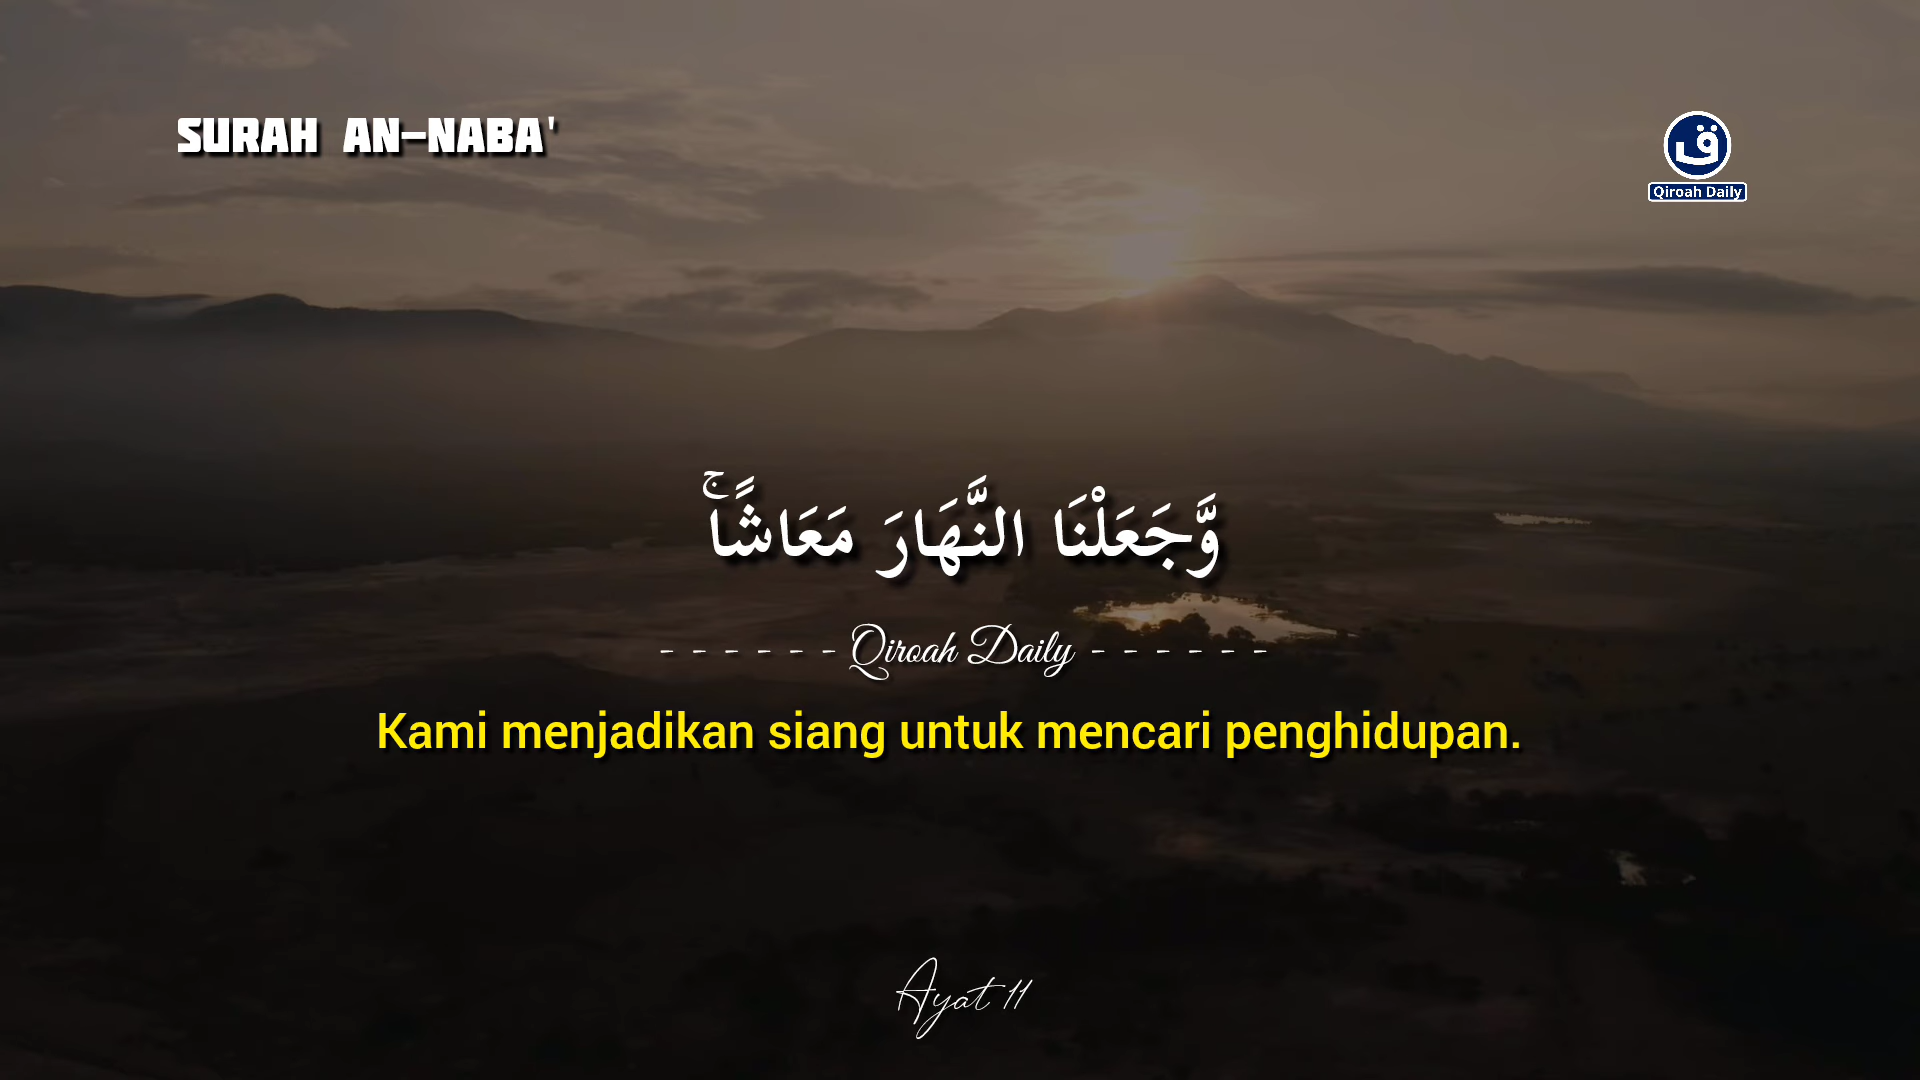 SURAH AN-NABA'
ق
Qiroah Daily
وَّجَعَلْنَا النَّهَارَ مَعَاشًاۚ
- - - - - - Qiroah Daily - - - - - -
Kami menjadikan siang untuk mencari penghidupan.
Ayat 11